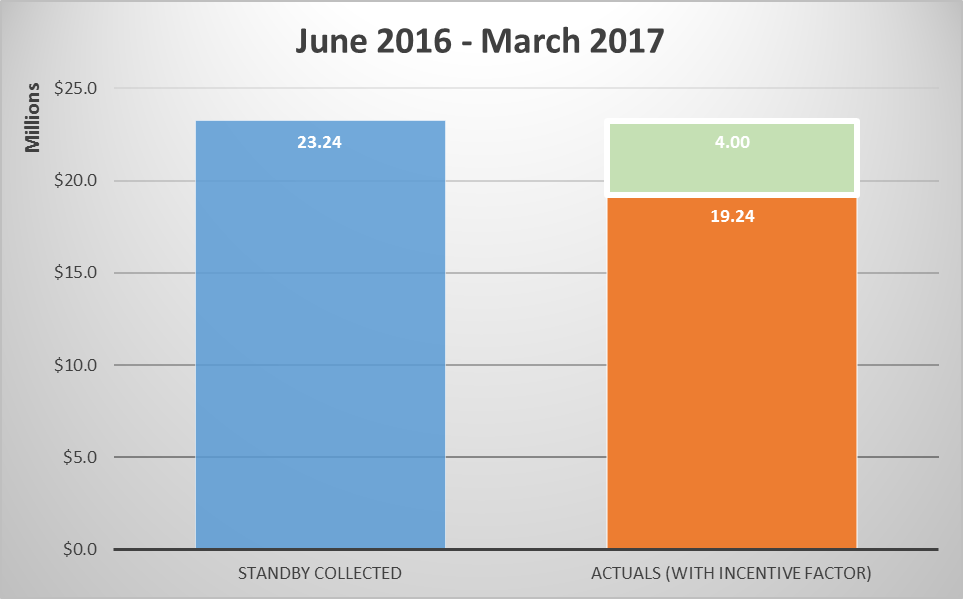 June 2016 - March 2017
Millions
$25.0
$20.0
$15.0
$10.0
$5.0
$0.0
23.24
4.00
19.24
STANDBY COLLECTED
ACTUALS (WITH INCENTIVE FACTOR)